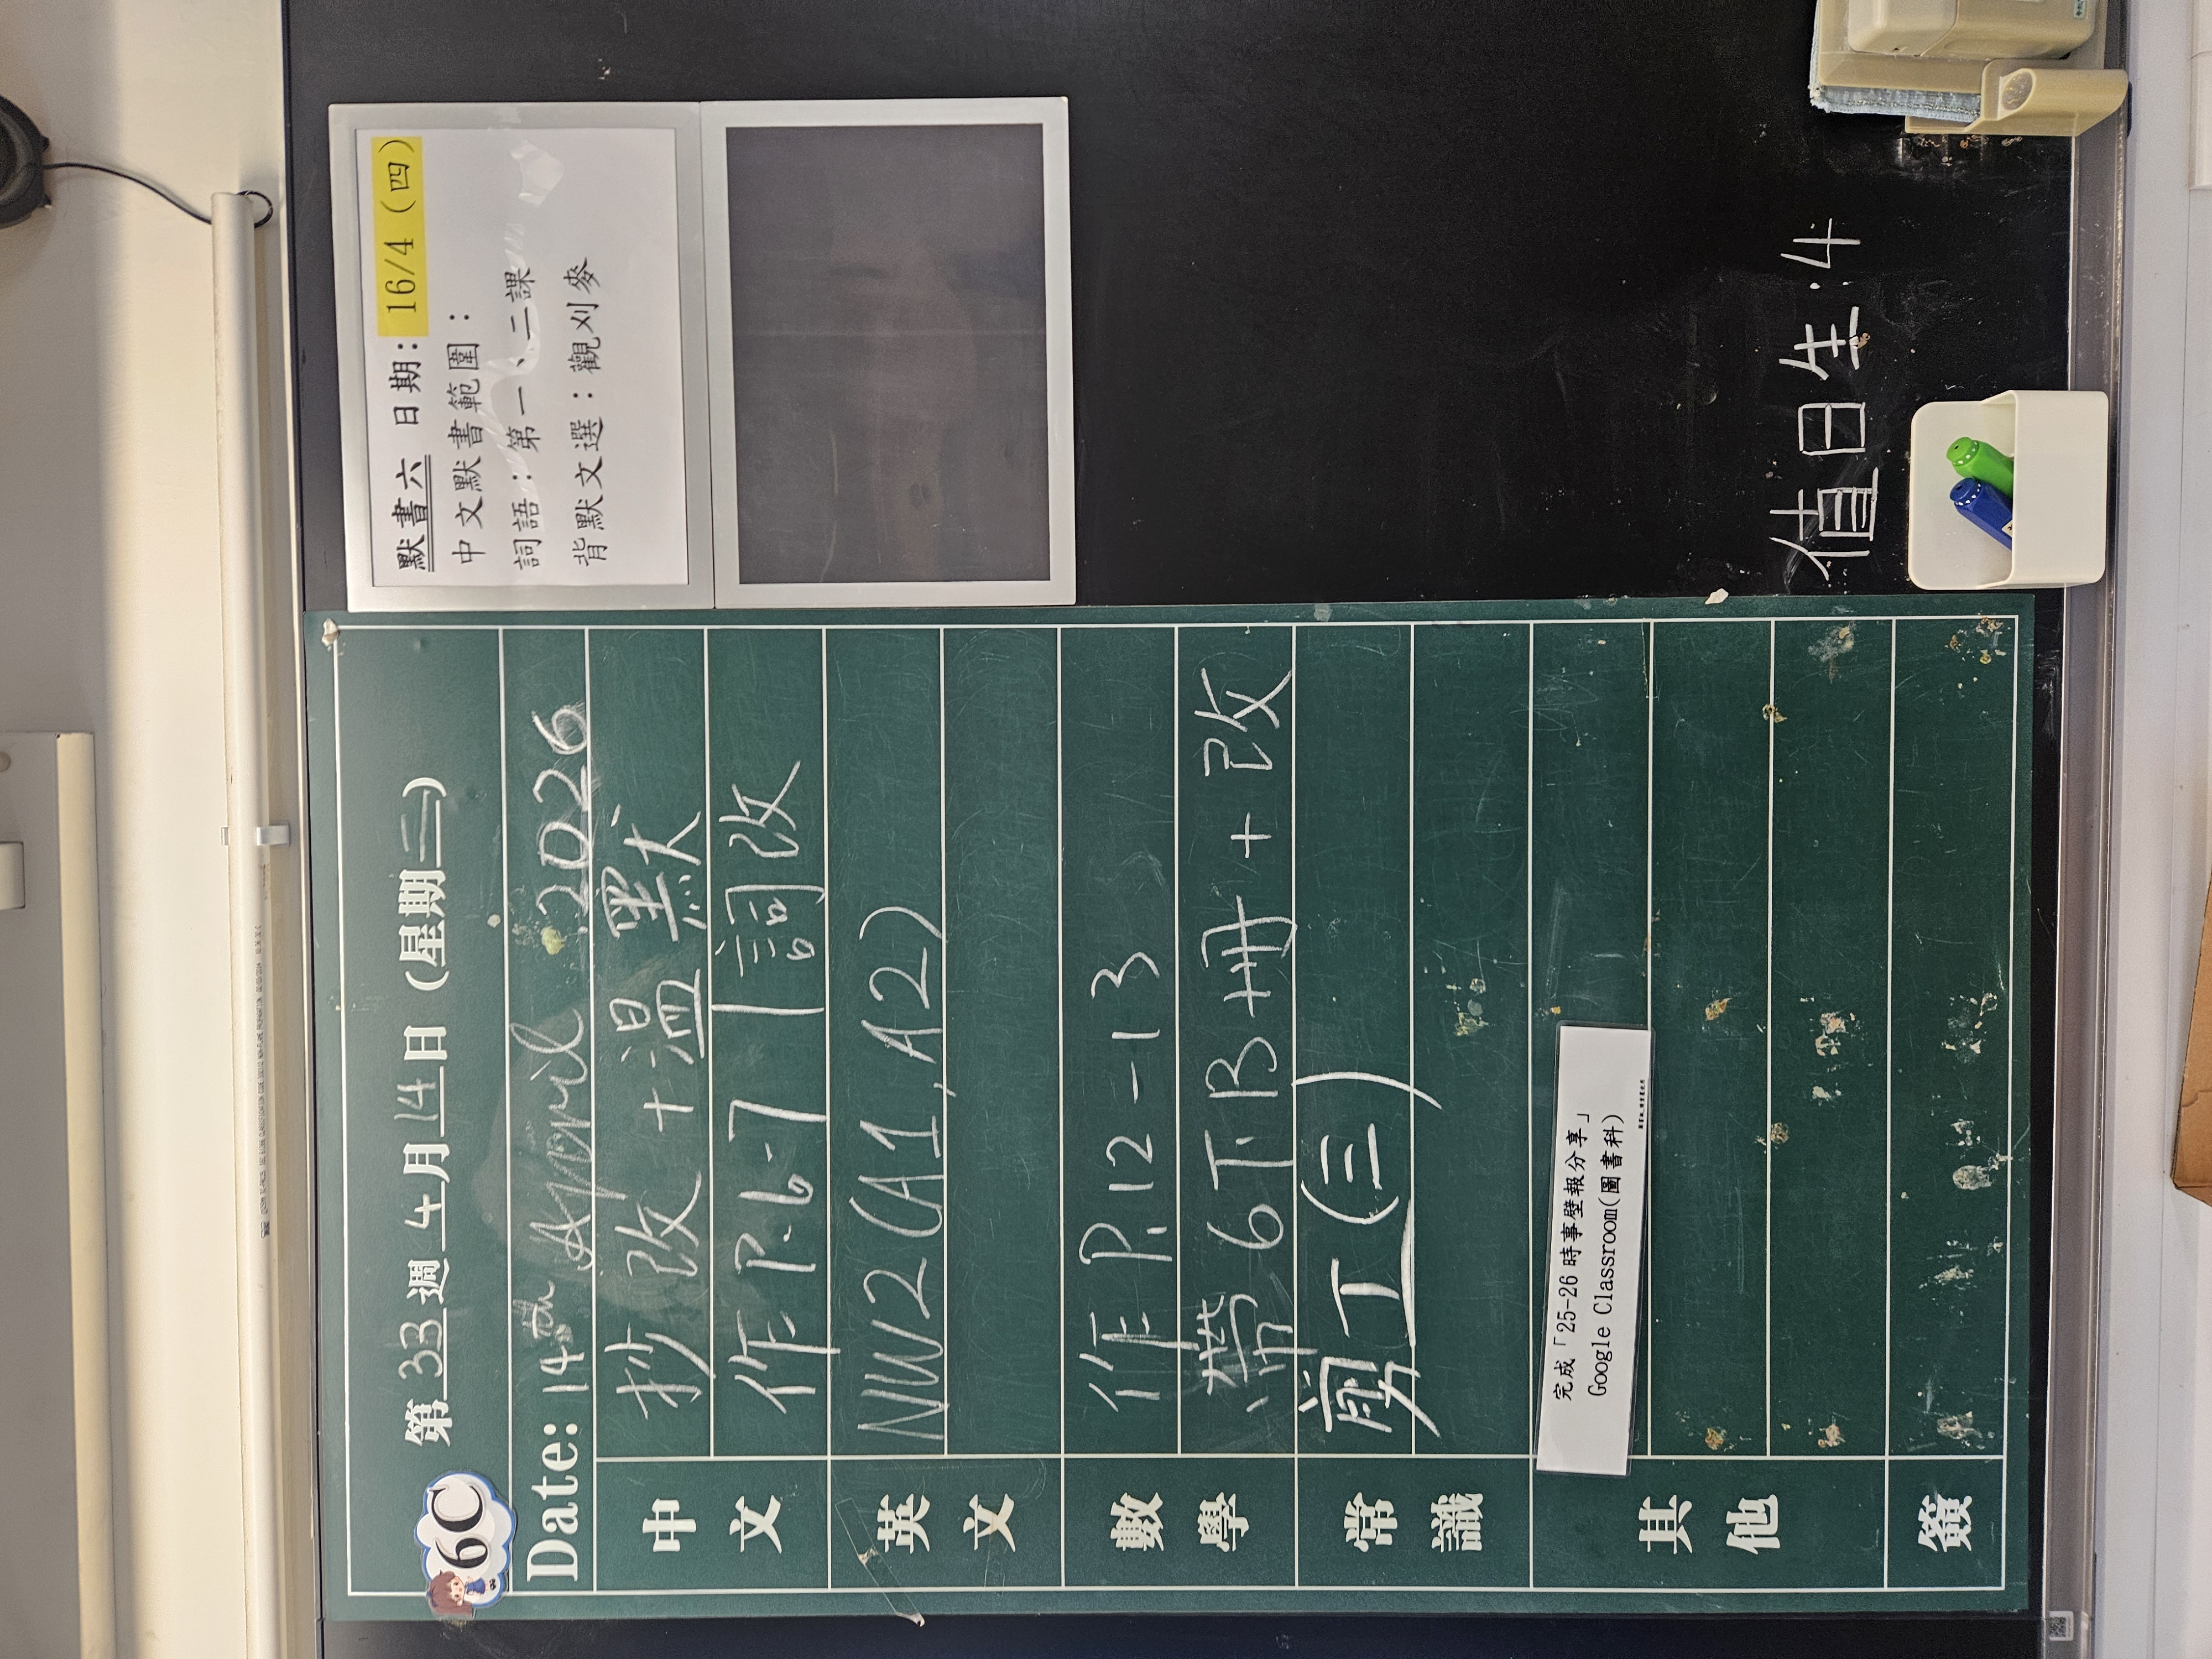 6C
第33週4月14日(星期二)
Date: 14th April 2026
中文
抄改+温默
作P.6-7 詞改
英文
NW2(A1,A2)
數學
作P.12-13
帶6下B冊+改
常識
剪工(三)
其他
完成「25-26時事壁報分享」
Google Classroom(圖書科)
簽
默書六 日期:16/4(四)
中文默書範圍:
詞語:第一、二課
背默文選:觀刈麥
值日生:4